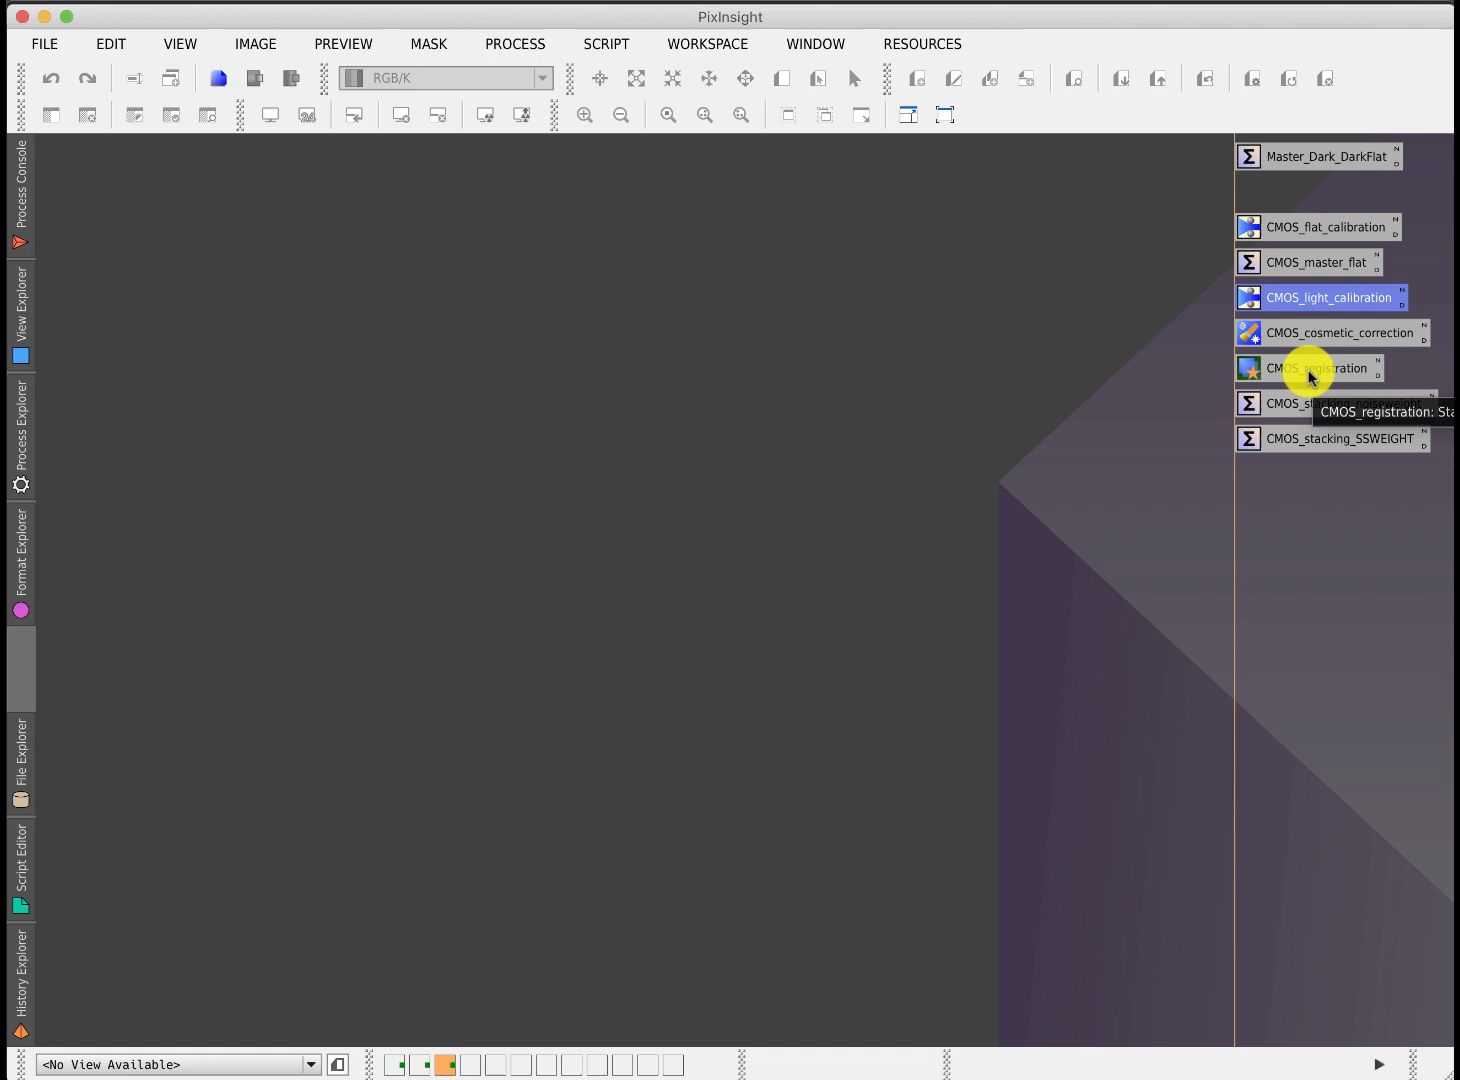 PixInsight
FILE EDIT VIEW IMAGE PREVIEW MASK PROCESS SCRIPT WORKSPACE WINDOW RESOURCES
RGB/K
Process Console
View Explorer
Process Explorer
Format Explorer
File Explorer
Script Editor
History Explorer
Master_Dark_DarkFlat N D
CMOS_flat_calibration N D
CMOS_master_flat N D
CMOS_light_calibration N D
CMOS_cosmetic_correction N D
CMOS_registration N D
CMOS_stacking_noiseweight N
CMOS_registration: Sta
CMOS_stacking_SSWEIGHT N D
<No View Available>